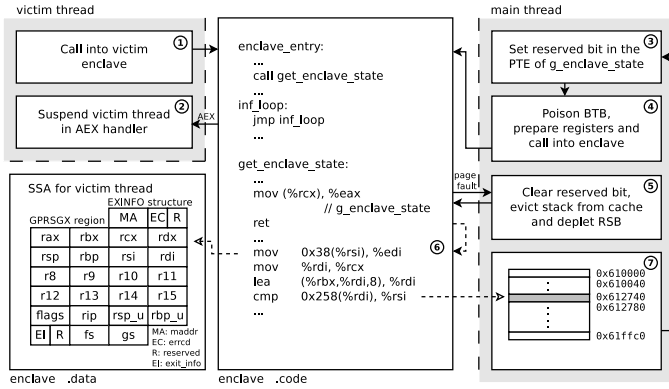 victim thread
Call into victim
enclave
1
Suspend victim thread
in AEX handler
2
AEX
SSA for victim thread
EXINFO structure
GPRSGX region
MA EC R
rax rbx rcx rdx
rsp rbp rsi rdi
r8 r9 r10 r11
r12 r13 r14 r15
flags rip rsp_u rbp_u
EI R fs gs
MA: maddr
EC: errcd
R: reserved
EI: exit_info
enclave .data
enclave_entry:
...
call get_enclave_state
...
inf_loop:
jmp inf_loop
...
get_enclave_state:
...
mov (%rcx), %eax
// g_enclave_state
ret
...
mov 0x38(%rsi), %edi
mov %rdi, %rcx
lea (%rbx,%rdi,8), %rdi
cmp 0x258(%rdi), %rsi
...
6
enclave .code
page
fault
main thread
Set reserved bit in the
PTE of g_enclave_state
3
Poison BTB,
prepare registers and
call into enclave
4
Clear reserved bit,
evict stack from cache
and deplet RSB
5
7
0x610000
0x610040
0x612740
0x612780
0x61ffc0